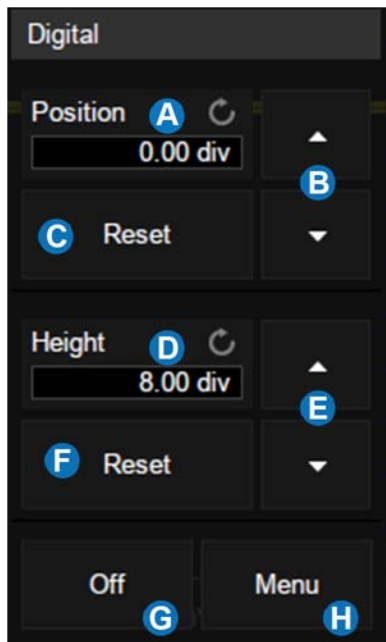 Digital
Position A
0.00 div
B
C Reset
Height D
8.00 div
E
F Reset
Off Menu
G H